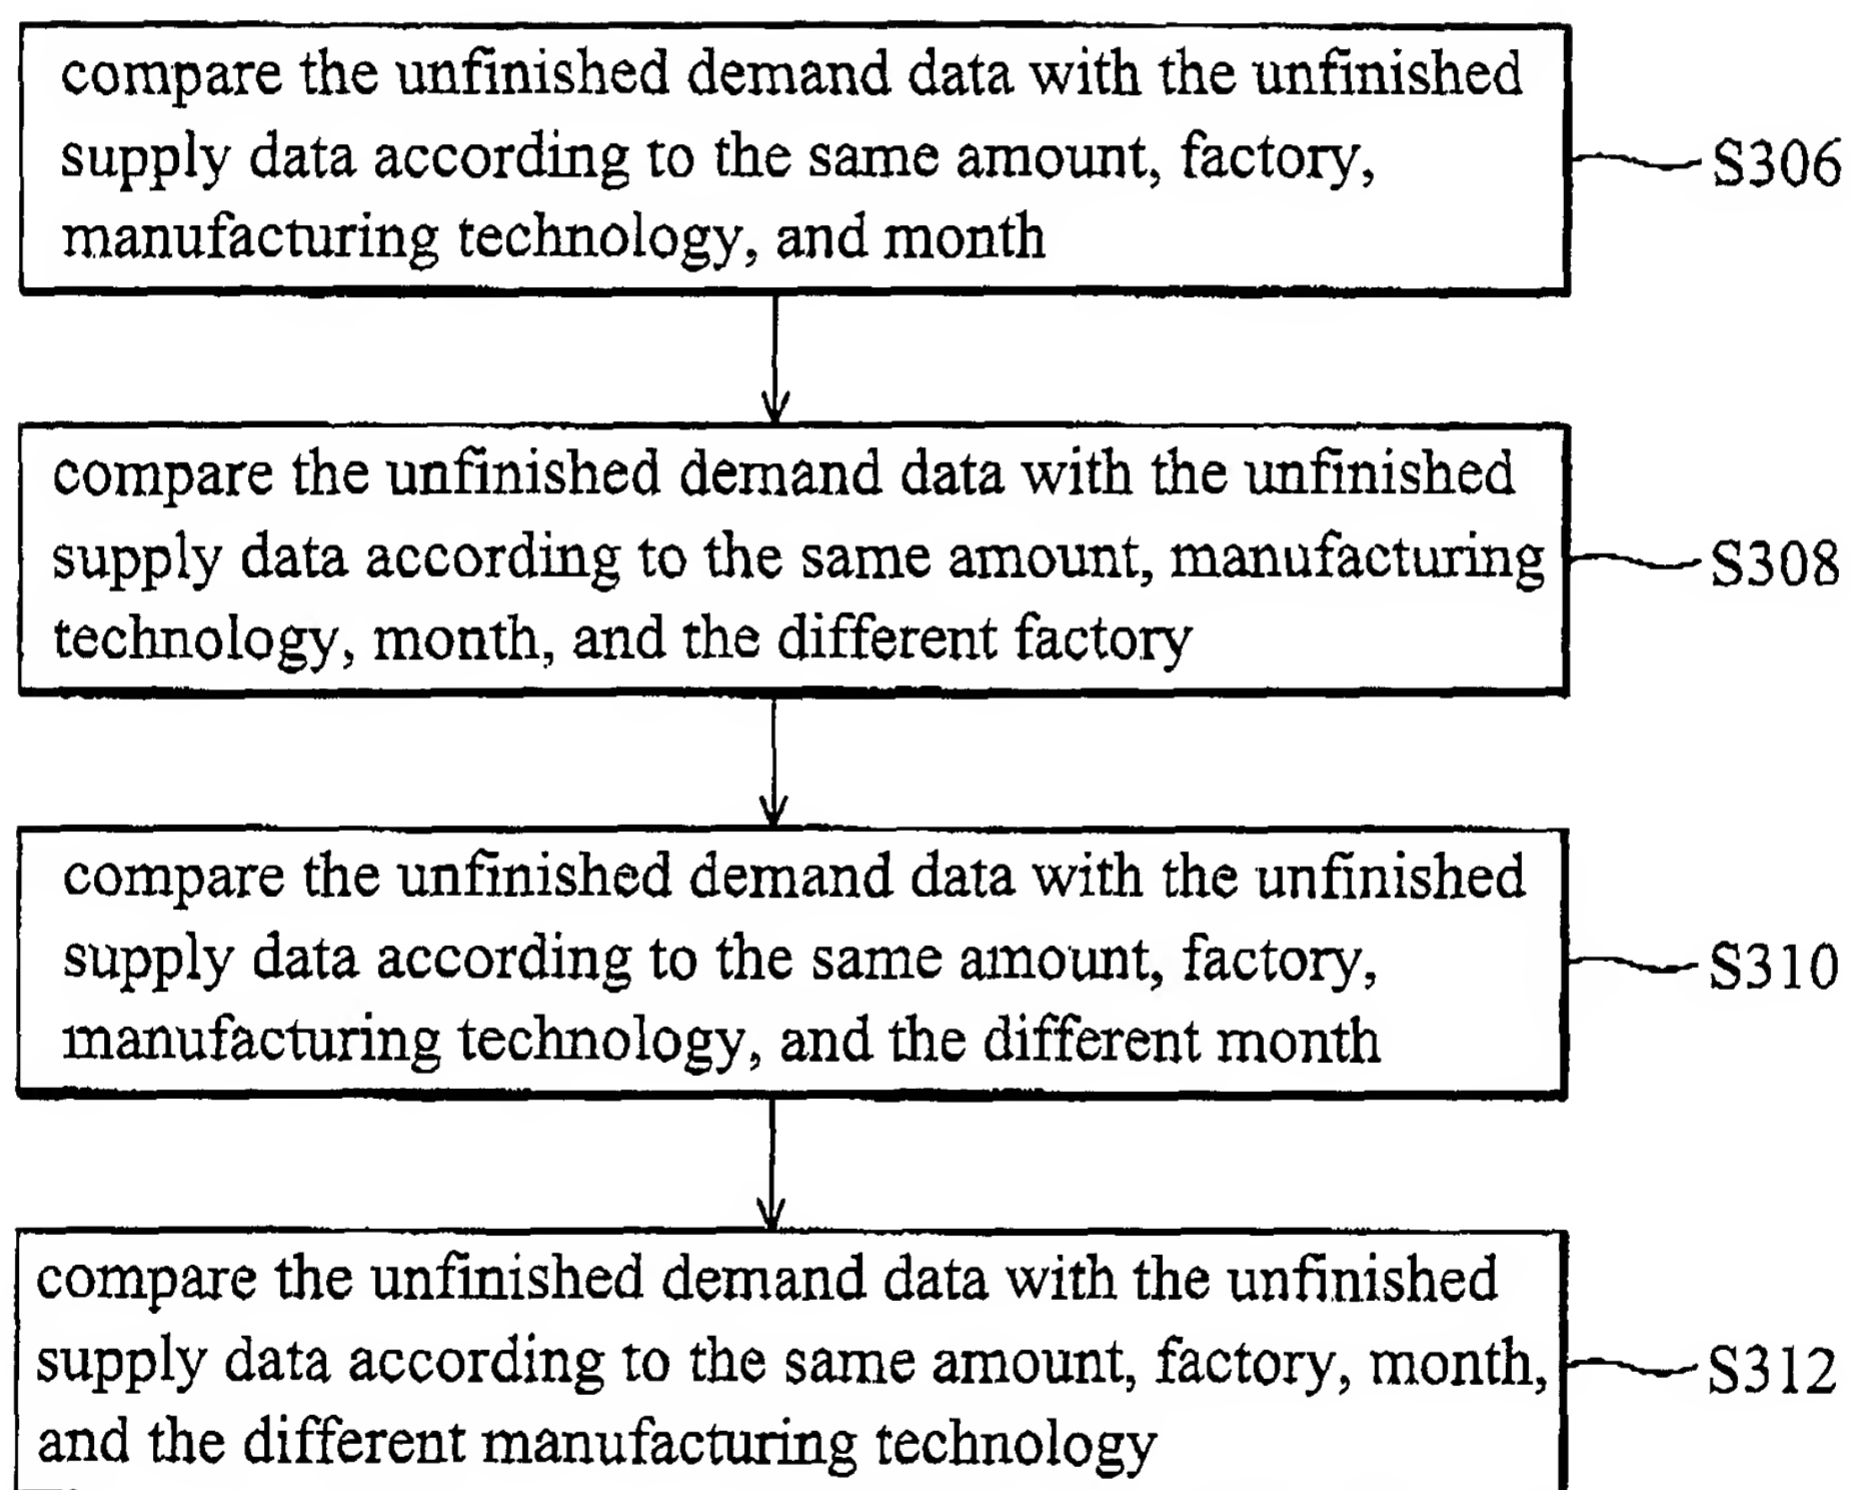 compare the unfinished demand data with the unfinished
supply data according to the same amount, factory,
manufacturing technology, and month
S306
compare the unfinished demand data with the unfinished
supply data according to the same amount, manufacturing
technology, month, and the different factory
S308
compare the unfinished demand data with the unfinished
supply data according to the same amount, factory,
manufacturing technology, and the different month
S310
compare the unfinished demand data with the unfinished
supply data according to the same amount, factory, month,
and the different manufacturing technology
S312